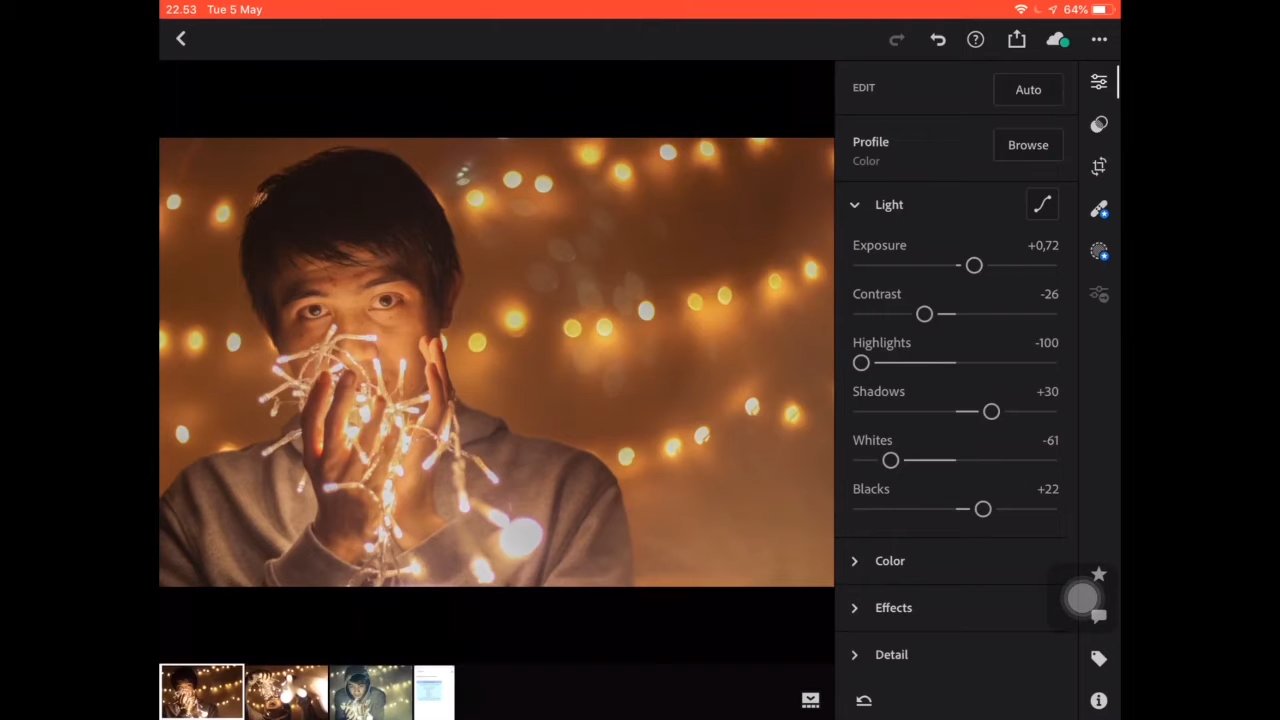 22.53 Tue 5 May
64%
EDIT
Auto
Profile
Color
Browse
Light
Exposure +0,72
Contrast -26
Highlights -100
Shadows +30
Whites -61
Blacks +22
Color
Effects
Detail